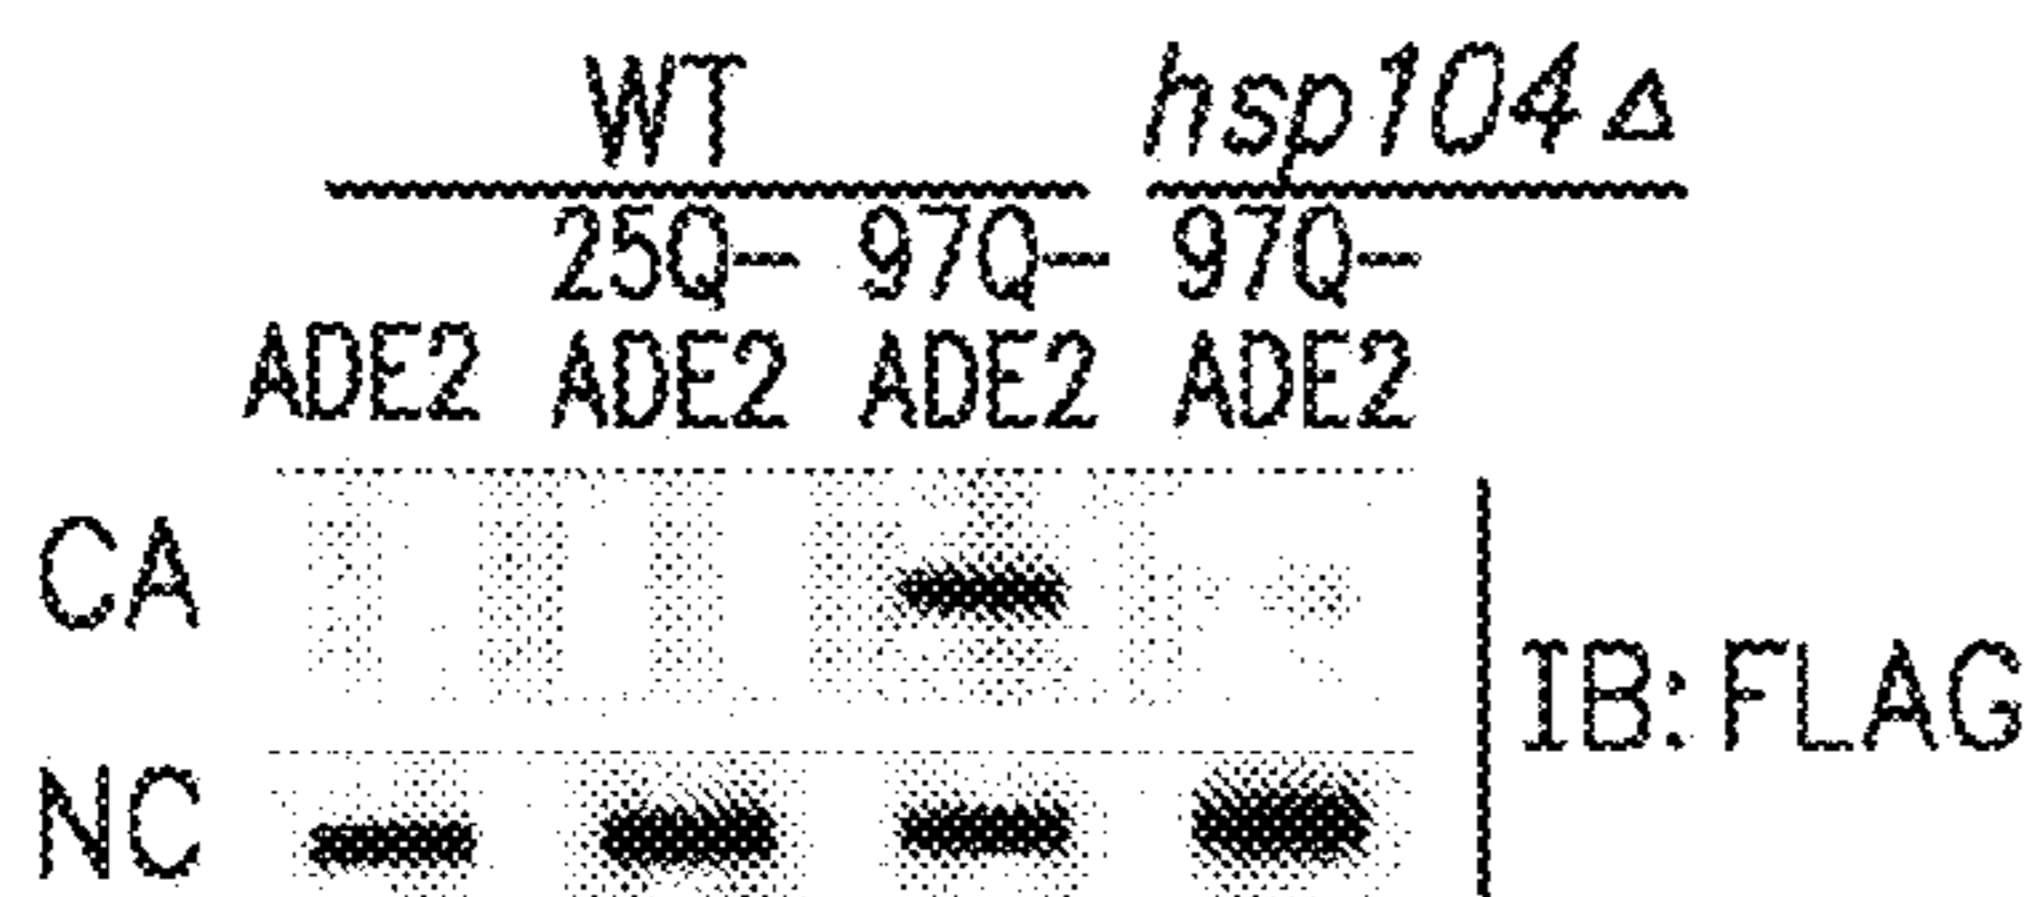 WT hsp104Δ
25Q- 97Q- 97Q-
ADE2 ADE2 ADE2 ADE2
CA
IB: FLAG
NC